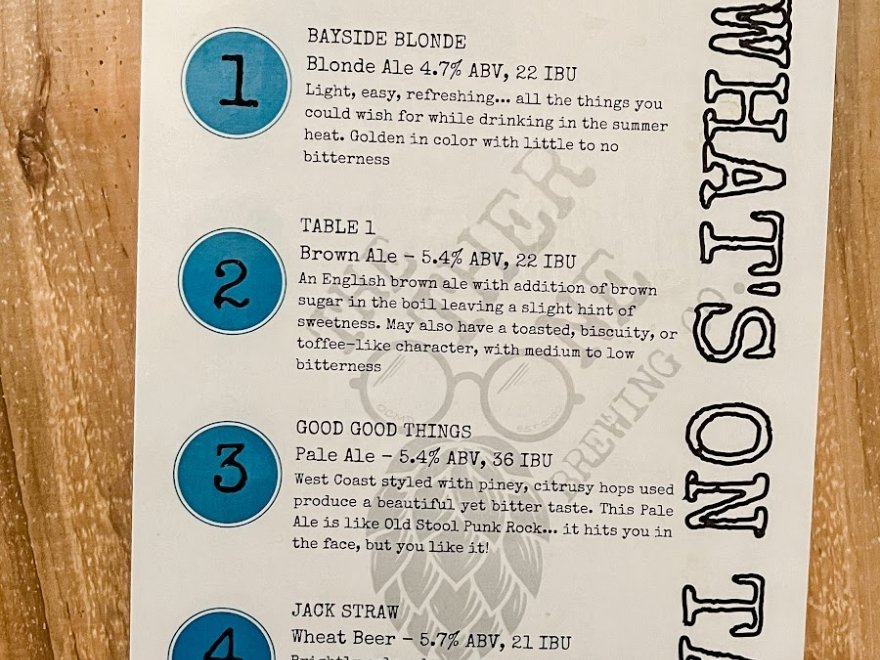 1
BAYSIDE BLONDE
Blonde Ale 4.7% ABV, 22 IBU
Light, easy, refreshing... all the things you
could wish for while drinking in the summer
heat. Golden in color with little to no
bitterness
2
TABLE 1
Brown Ale - 5.4% ABV, 22 IBU
An English brown ale with addition of brown
sugar in the boil leaving a slight hint of
sweetness. May also have a toasted, biscuity, or
toffee-like character, with medium to low
bitterness
3
GOOD GOOD THINGS
Pale Ale - 5.4% ABV, 36 IBU
West Coast styled with piney, citrusy hops used
produce a beautiful yet bitter taste. This Pale
Ale is like Old Stool Punk Rock... it hits you in
the face, but you like it!
4
JACK STRAW
Wheat Beer - 5.7% ABV, 21 IBU
WHAT'S ON TA
THE OTHER ONE
BREWING CO.